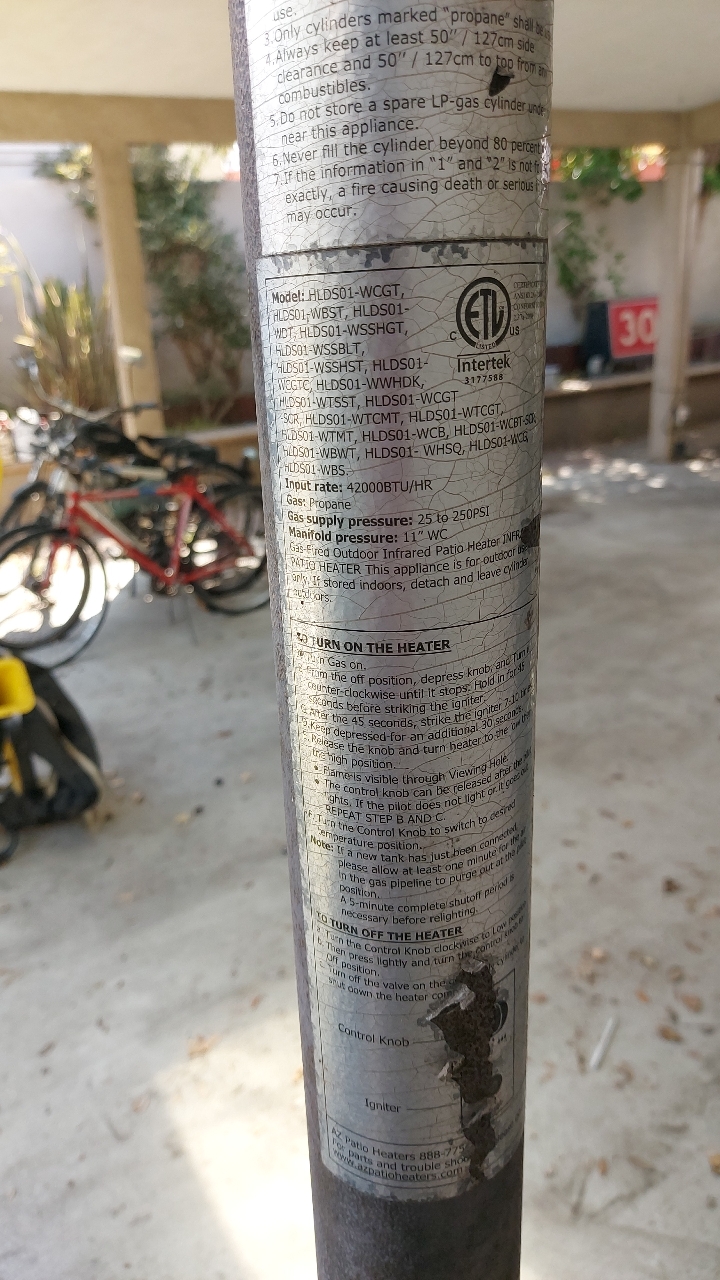 use.
3.Only cylinders marked "propane" shall be
4.Always keep at least 50″ / 127cm side
clearance and 50″ / 127cm to top from
combustibles.
5.Do not store a spare LP-gas cylinder
near this appliance.
6.Never fill the cylinder beyond 80 percent
7.If the information in "1" and "2" is not
exactly, a fire causing death or serious
may occur.
Model: HLDS01-WCGT,
HLDS01-WBST, HLDS01-
WDT, HLDS01-WSSHGT,
HLDS01-WSSBLT,
HLDS01-WSSHST, HLDS01-
WCGTC, HLDS01-WWHDK,
HLDS01-WTSST, HLDS01-WCGT
-SCR, HLDS01-WTCMT, HLDS01-WTCGT,
HLDS01-WTMT, HLDS01-WCB, HLDS01-WCBT-SCR,
HLDS01-WBWT, HLDS01- WHSQ, HLDS01-WCB,
HLDS01-WBS.
ETL
LISTED
C US
Intertek
3177588
Input rate: 42000BTU/HR
Gas: Propane
Gas supply pressure: 25 to 250PSI
Manifold pressure: 11″ WC
Gas-Fired Outdoor Infrared Patio Heater
PATIO HEATER This appliance is for outdoor
only. If stored indoors, detach and leave cylinder
outdoors.
30
TO TURN ON THE HEATER
Turn Gas on.
From the off position, depress knob, and Turn
counter-clockwise until it stops. Hold in for 45
seconds before striking the igniter.
After the 45 seconds, strike the igniter 7-10
Keep depressed for an additional 30 seconds.
Release the knob and turn heater to the
the high position.
• Flame is visible through Viewing Hole.
• The control knob can be released after the
lights. If the pilot does not light or it goes
REPEAT STEP B AND C.
Turn the Control Knob to switch to desired
temperature position.
Note: If a new tank has just been connected,
please allow at least one minute for the
in the gas pipeline to purge out at the
position.
A 5-minute complete shutoff period is
necessary before relighting.
TO TURN OFF THE HEATER
Turn the Control Knob clockwise to Low position
b. Then press lightly and turn the control knob
Off position.
Turn off the valve on the
shut down the heater
Control Knob
Igniter
AZ Patio Heaters 888-775
For parts and trouble
www.azpatioheaters.com